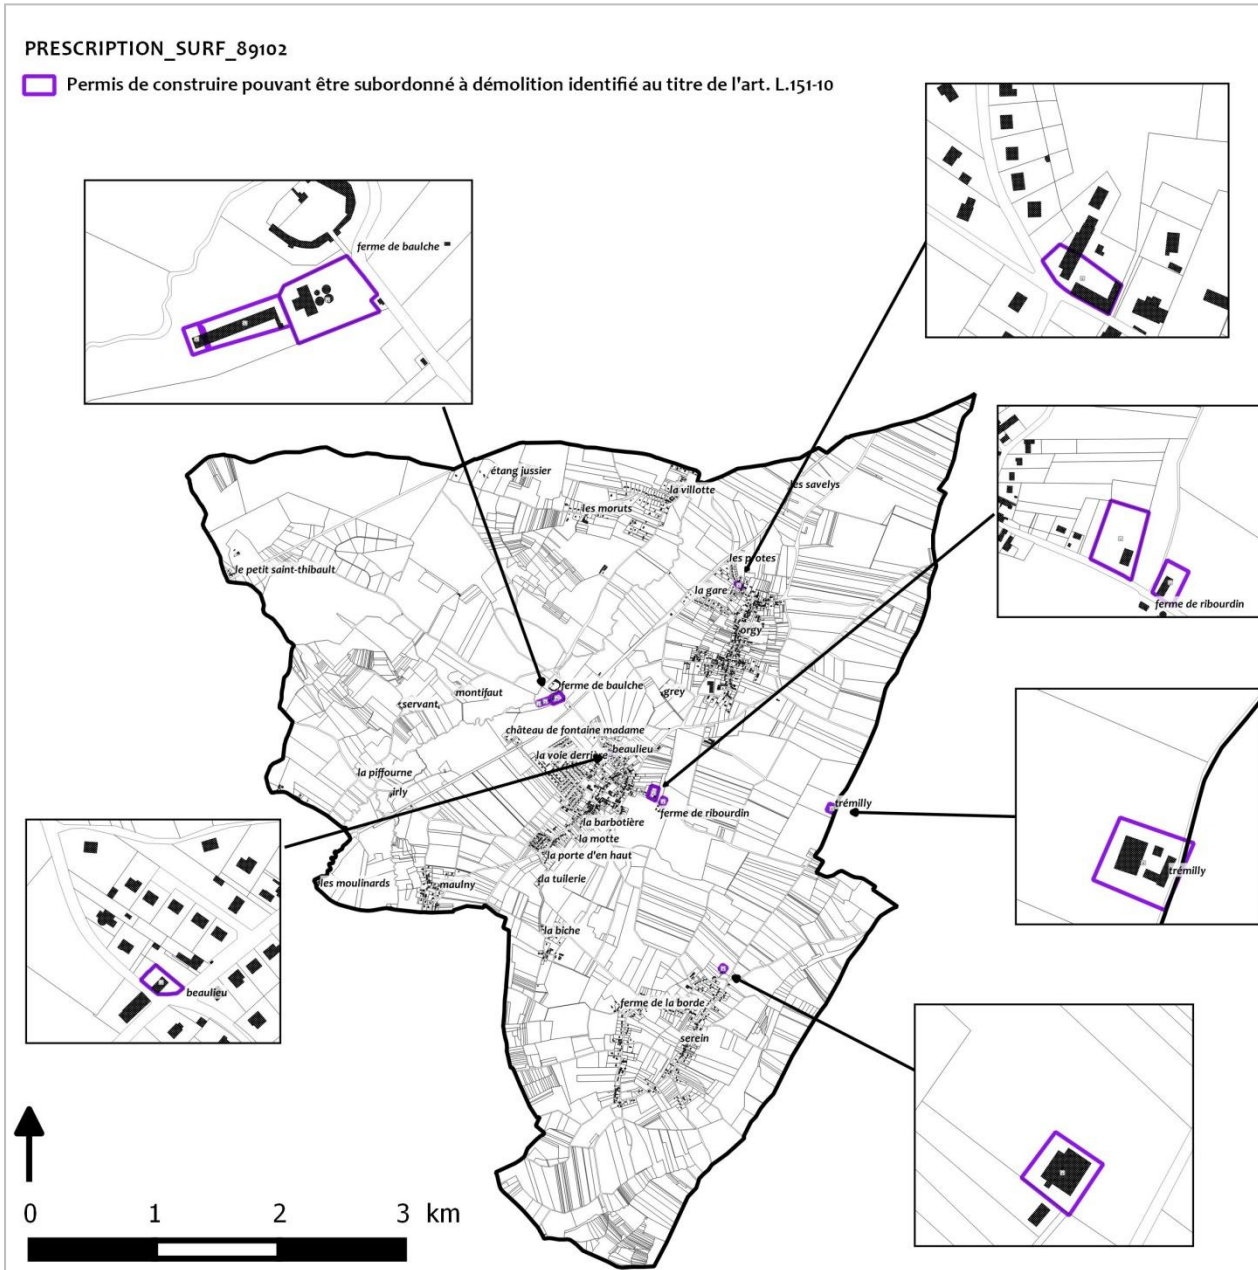 PRESCRIPTION_SURF_89102
Permis de construire pouvant être subordonné à démolition identifié au titre de l'art. L.151-10
ferme de baulche
ferme de ribourdin
trémilly
beaulieu
étang jussier
la villotte
les savelys
les moruts
les protes
le petit saint-thibault
la gare
orgy
ferme de baulche
montifaut
grey
servant
château de fontaine madame
beaulieu
la voie derrière
la piffourne
irly
trémilly
ferme de ribourdin
la barbotière
la motte
la porte d'en haut
la tuilerie
les moulinards
maulny
la biche
ferme de la borde
serein
0 1 2 3 km